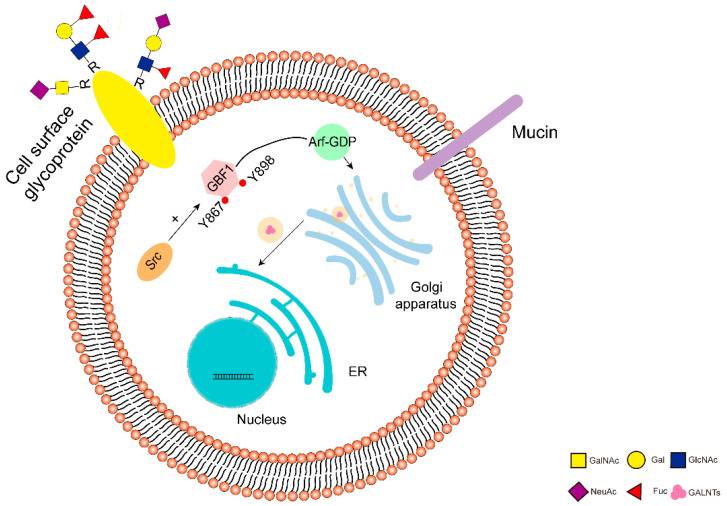 R
R
R
R
Cell surface
glycoprotein
Mucin
Arf-GDP
GBF1
Y898
Y867
+
Src
Golgi
apparatus
ER
Nucleus
GalNAc
Gal
GlcNAc
NeuAc
Fuc
GALNTs